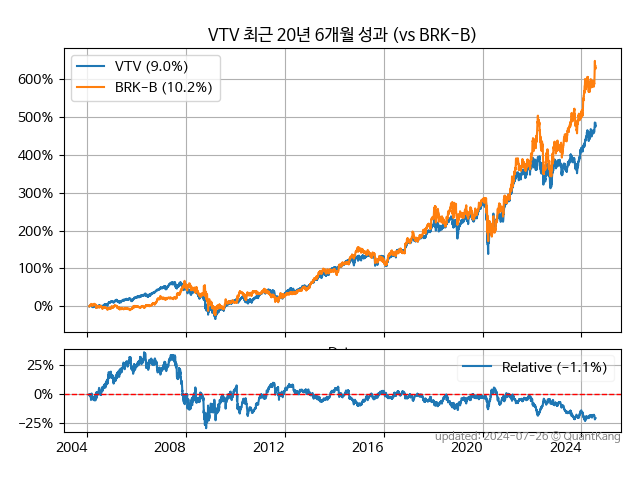 VTV 최근 20년 6개월 성과 (vs BRK-B)
VTV (9.0%)
BRK-B (10.2%)
600%
500%
400%
300%
200%
100%
0%
Relative (−1.1%)
25%
0%
−25%
2004 2008 2012 2016 2020 2024
updated: 2024-07-26 © QuantKang